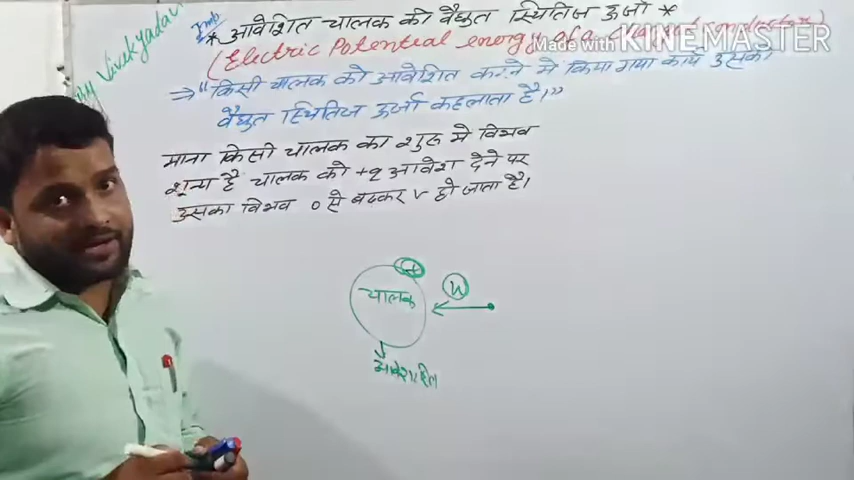 By Vivek yadav
Imp
* आवेशित चालक की वैद्युत स्थितिज ऊर्जा *
(Electric Potential energy of a Charged conductor)
Made with KINEMASTER
⇒ "किसी चालक को आवेशित करने में किया गया कार्य उसकी
वैद्युत स्थितिज ऊर्जा कहलाता है।"
माना किसी चालक का शुरू में विभव
शून्य है चालक को +q आवेश देने पर
उसका विभव 0 से बढकर V हो जाता है।
+
चालक
W